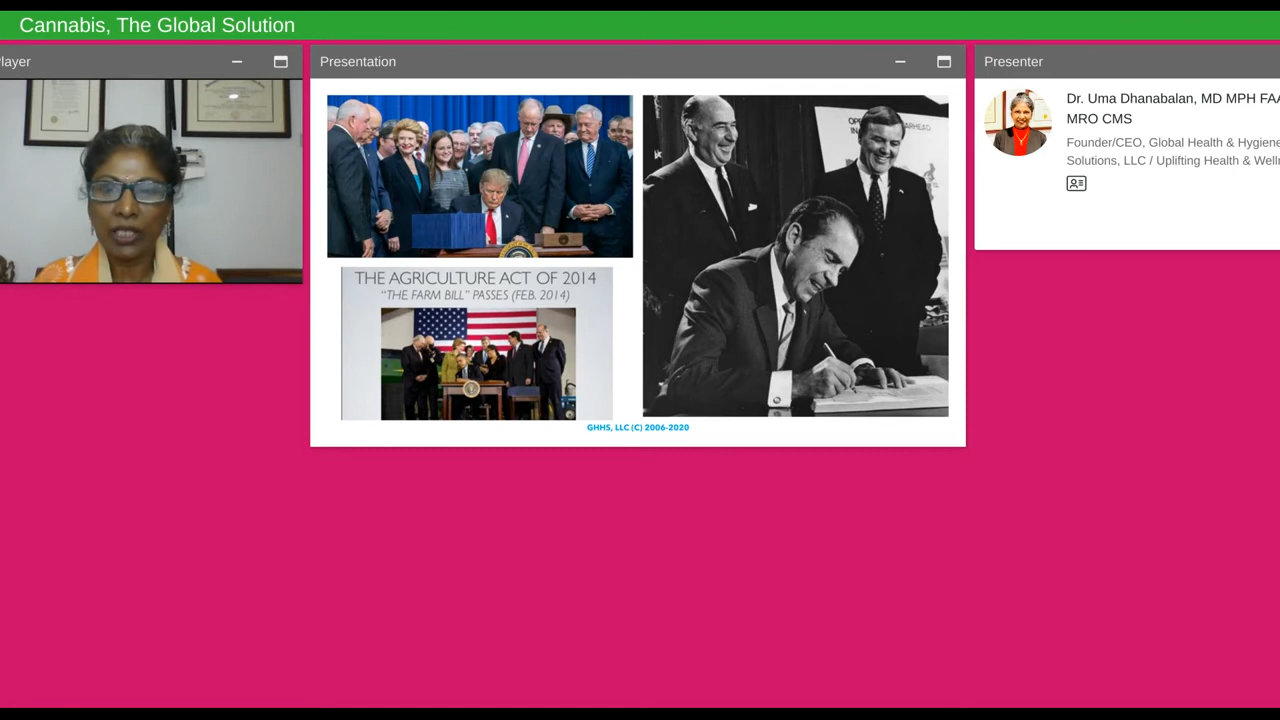 Cannabis, The Global Solution
layer
Presentation
Presenter
THE AGRICULTURE ACT OF 2014
“THE FARM BILL” PASSES (FEB. 2014)
GHHS, LLC (C) 2006-2020
Dr. Uma Dhanabalan, MD MPH FAA
MRO CMS
Founder/CEO, Global Health & Hygiene
Solutions, LLC / Uplifting Health & Well